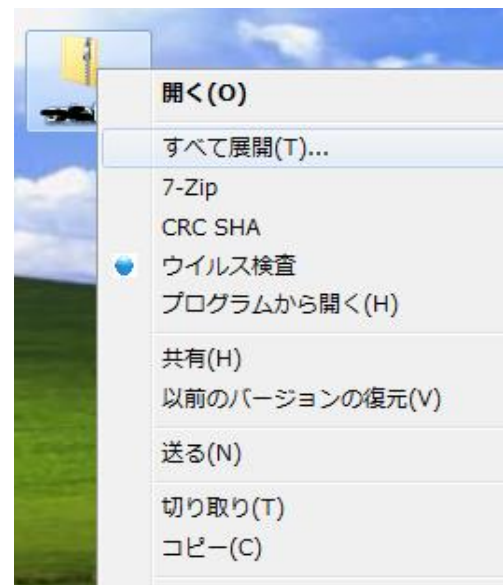 開く(O)
すべて展開(T)...
7-Zip
CRC SHA
ウイルス検査
プログラムから開く(H)
共有(H)
以前のバージョンの復元(V)
送る(N)
切り取り(T)
コピー(C)